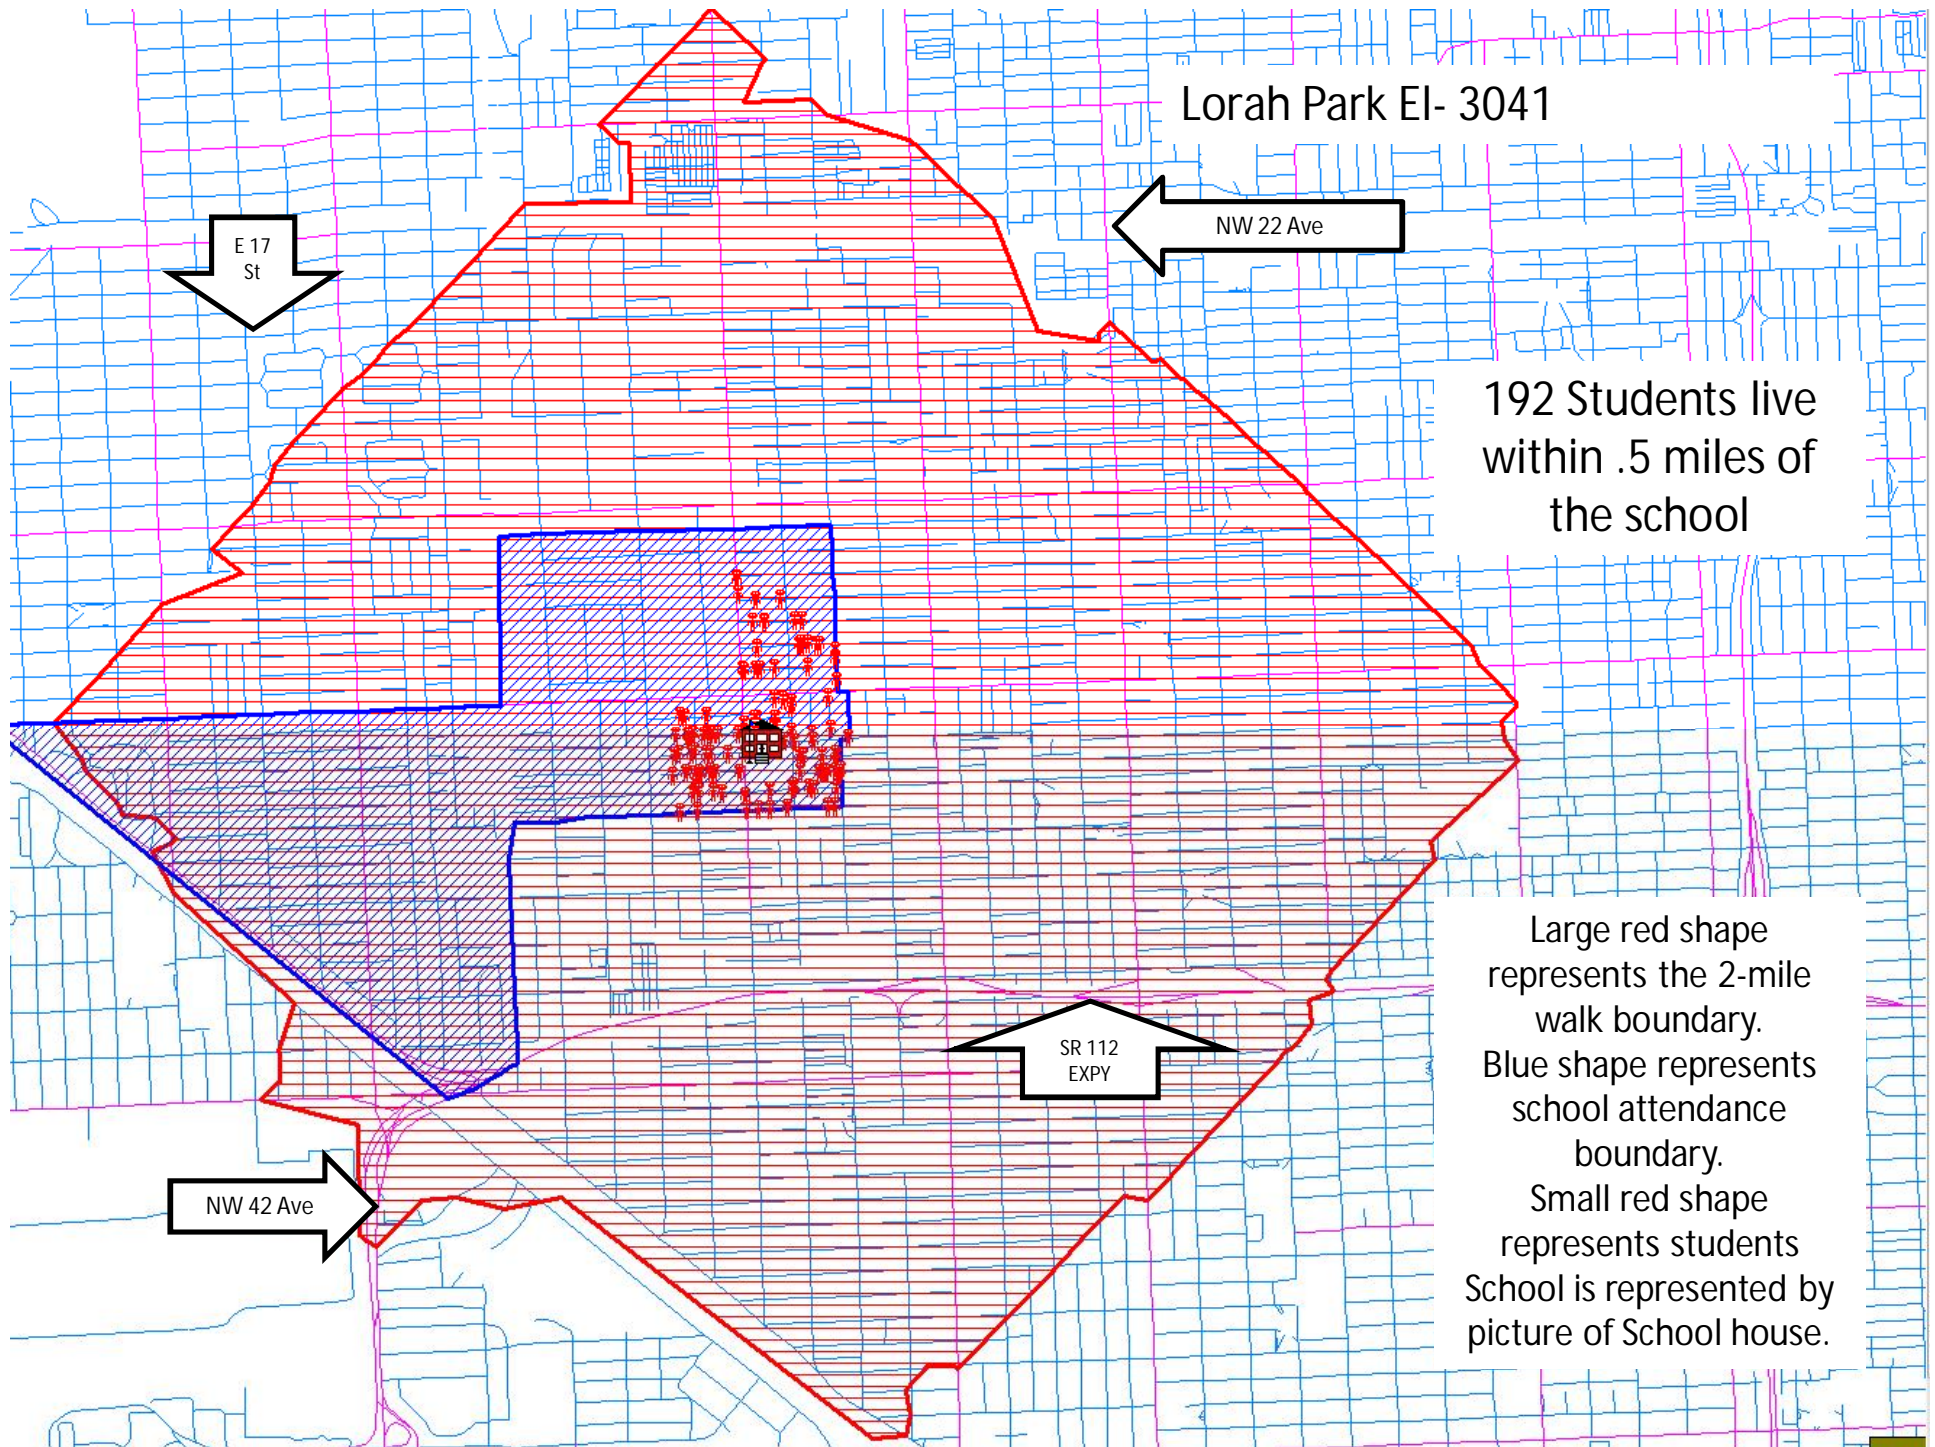 Lorah Park El- 3041
NW 22 Ave
E 17
St
192 Students live
within .5 miles of
the school
Large red shape
represents the 2-mile
walk boundary.
Blue shape represents
school attendance
boundary.
Small red shape
represents students
School is represented by
picture of School house.
SR 112
EXPY
NW 42 Ave